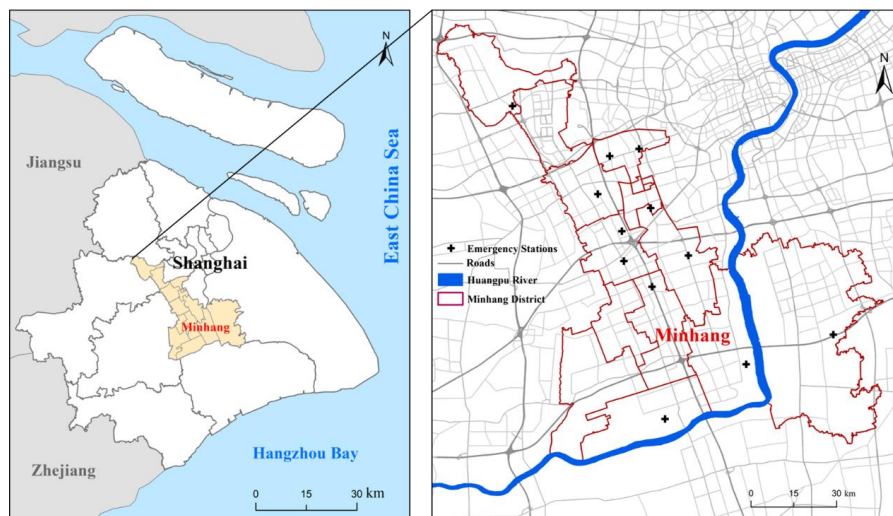 N
Jiangsu
East China Sea
Shanghai
Minhang
Hangzhou Bay
Zhejiang
0 15 30 km
N
Emergency Stations
Roads
Huangpu River
Minhang District
Minhang
0 15 30 km